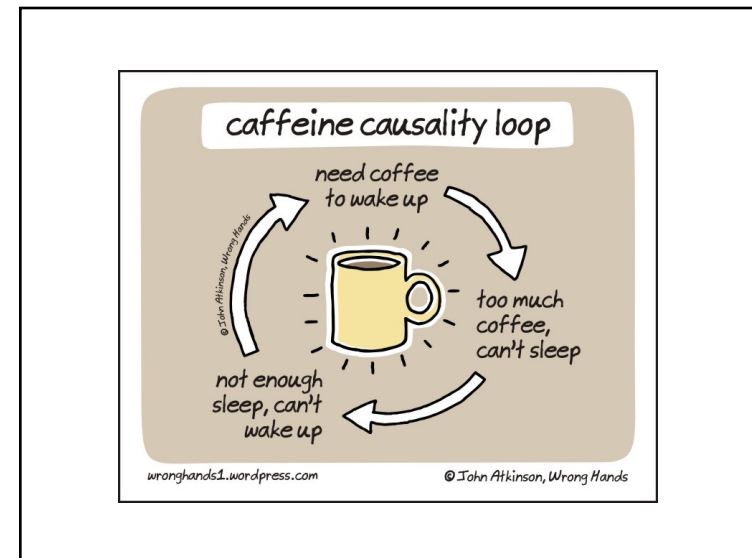 caffeine causality loop
need coffee
to wake up
too much
coffee,
can't sleep
not enough
sleep, can't
wake up
© John Atkinson, Wrong Hands
wronghands1.wordpress.com
© John Atkinson, Wrong Hands